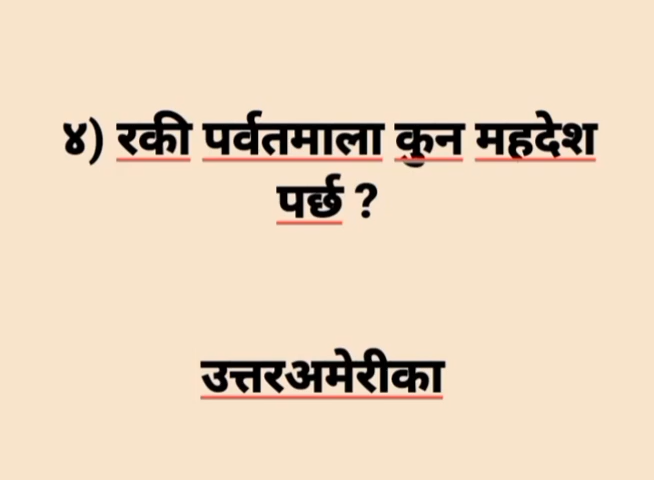 ४) रकी पर्वतमाला कुन महदेश
पर्छ ?
उत्तरअमेरीका